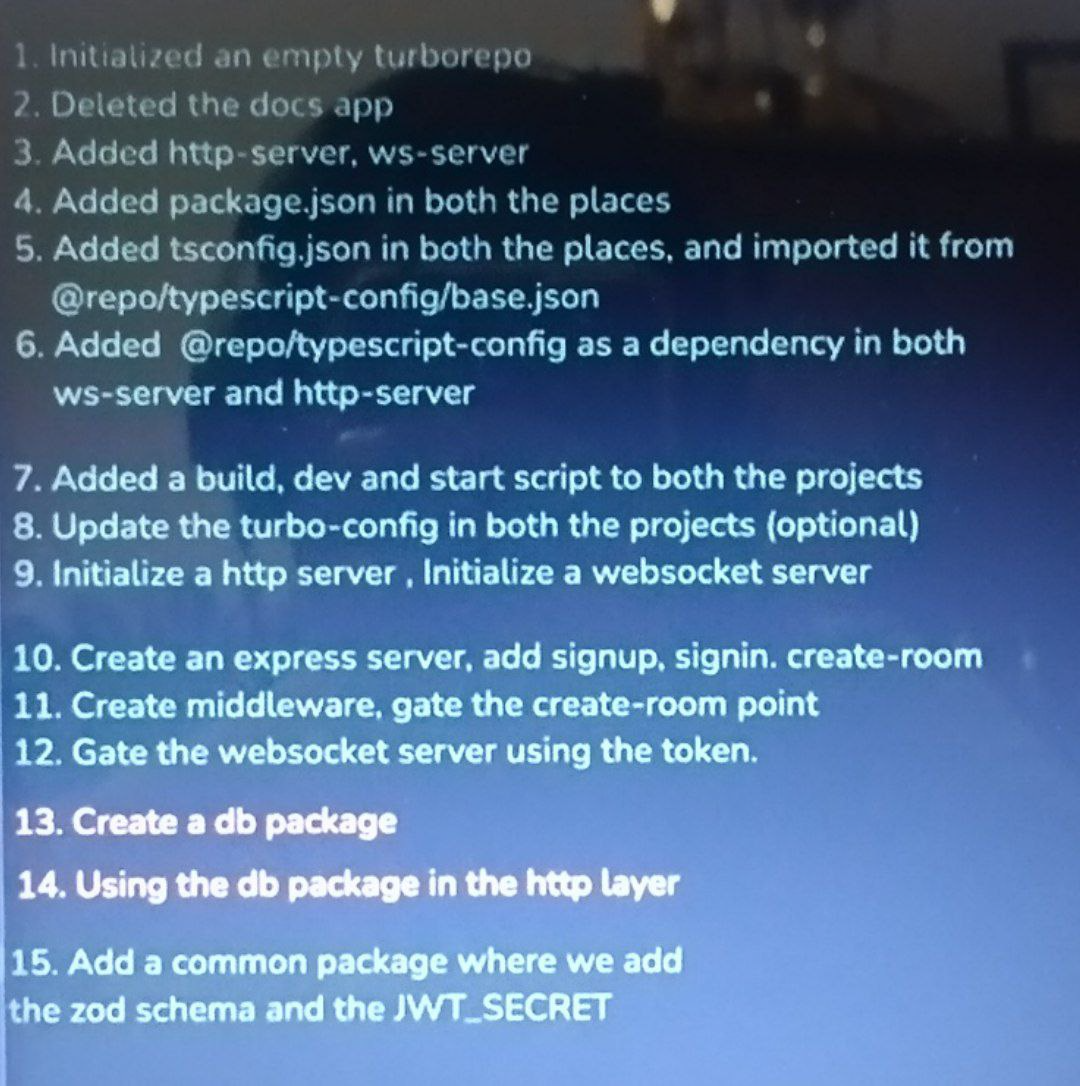 1. Initialized an empty turborepo
2. Deleted the docs app
3. Added http-server, ws-server
4. Added package.json in both the places
5. Added tsconfig.json in both the places, and imported it from
@repo/typescript-config/base.json
6. Added @repo/typescript-config as a dependency in both
ws-server and http-server
7. Added a build, dev and start script to both the projects
8. Update the turbo-config in both the projects (optional)
9. Initialize a http server , Initialize a websocket server
10. Create an express server, add signup, signin. create-room
11. Create middleware, gate the create-room point
12. Gate the websocket server using the token.
13. Create a db package
14. Using the db package in the http layer
15. Add a common package where we add
the zod schema and the JWT_SECRET